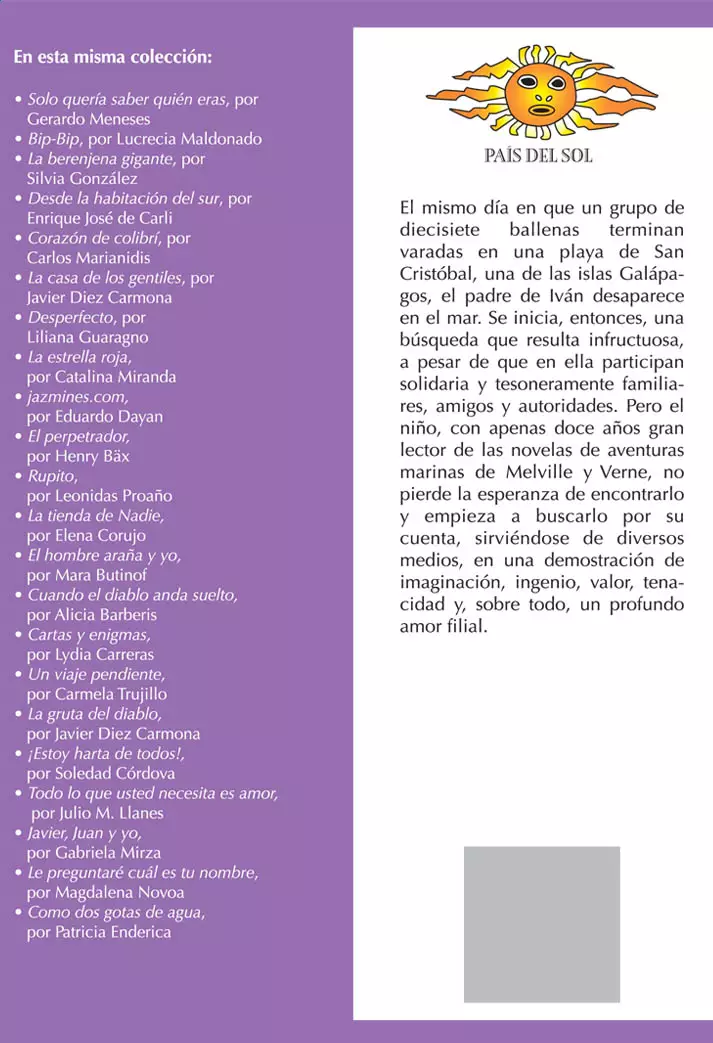 En esta misma colección:
• Solo quería saber quién eras, por
Gerardo Meneses
• Bip-Bip, por Lucrecia Maldonado
• La berenjena gigante, por
Silvia González
• Desde la habitación del sur, por
Enrique José de Carli
• Corazón de colibrí, por
Carlos Marianidis
• La casa de los gentiles, por
Javier Diez Carmona
• Desperfecto, por
Liliana Guaragno
• La estrella roja,
por Catalina Miranda
• jazmines.com,
por Eduardo Dayan
• El perpetrador,
por Henry Bäx
• Rupito,
por Leonidas Proaño
• La tienda de Nadie,
por Elena Corujo
• El hombre araña y yo,
por Mara Butinof
• Cuando el diablo anda suelto,
por Alicia Barberis
• Cartas y enigmas,
por Lydia Carreras
• Un viaje pendiente,
por Carmela Trujillo
• La gruta del diablo,
por Javier Diez Carmona
• ¡Estoy harta de todos!,
por Soledad Córdova
• Todo lo que usted necesita es amor,
por Julio M. Llanes
• Javier, Juan y yo,
por Gabriela Mirza
• Le preguntaré cuál es tu nombre,
por Magdalena Novoa
• Como dos gotas de agua,
por Patricia Enderica
PAÍS DEL SOL
El mismo día en que un grupo de
diecisiete ballenas terminan
varadas en una playa de San
Cristóbal, una de las islas Galápa-
gos, el padre de Iván desaparece
en el mar. Se inicia, entonces, una
búsqueda que resulta infructuosa,
a pesar de que en ella participan
solidaria y tesoneramente familia-
res, amigos y autoridades. Pero el
niño, con apenas doce años gran
lector de las novelas de aventuras
marinas de Melville y Verne, no
pierde la esperanza de encontrarlo
y empieza a buscarlo por su
cuenta, sirviéndose de diversos
medios, en una demostración de
imaginación, ingenio, valor, tena-
cidad y, sobre todo, un profundo
amor filial.